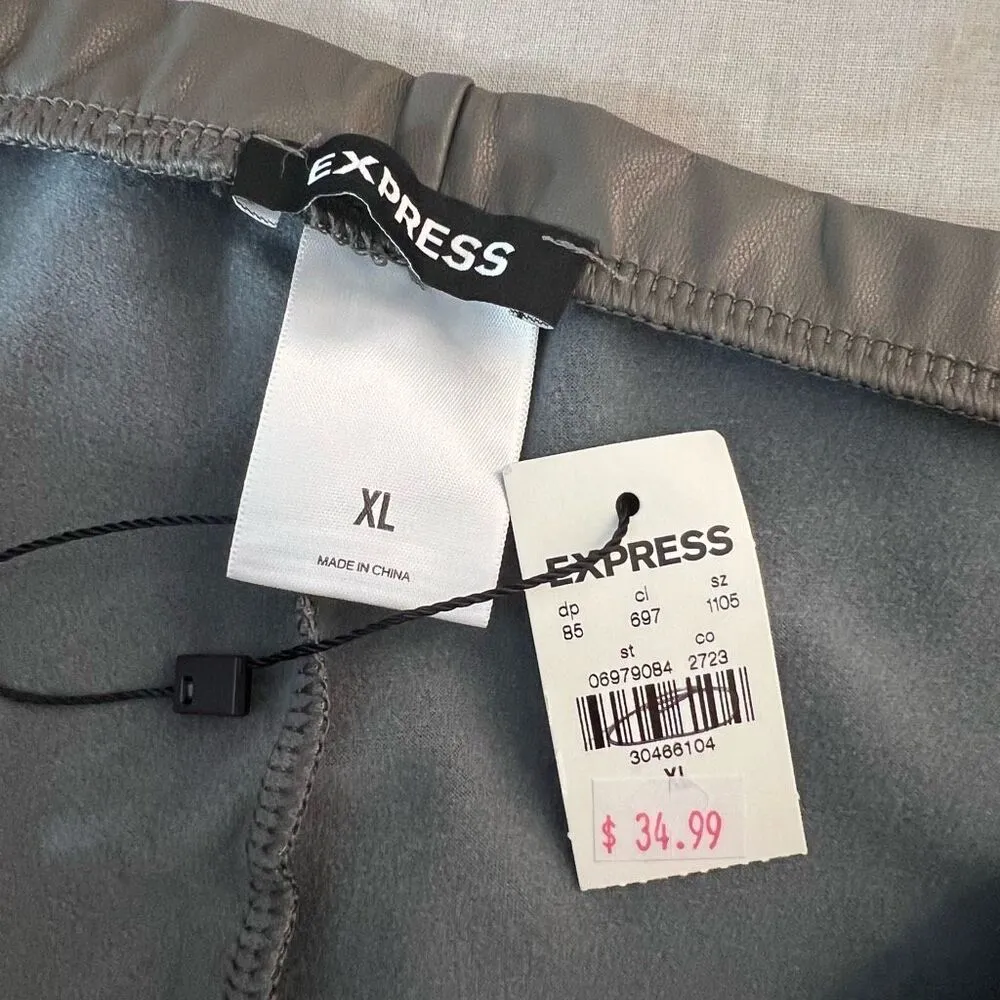 EXPRESS
XL
MADE IN CHINA
EXPRESS
dp cl sz
85 697 1105
st co
06979084 2723
30466104
XL
$ 34.99